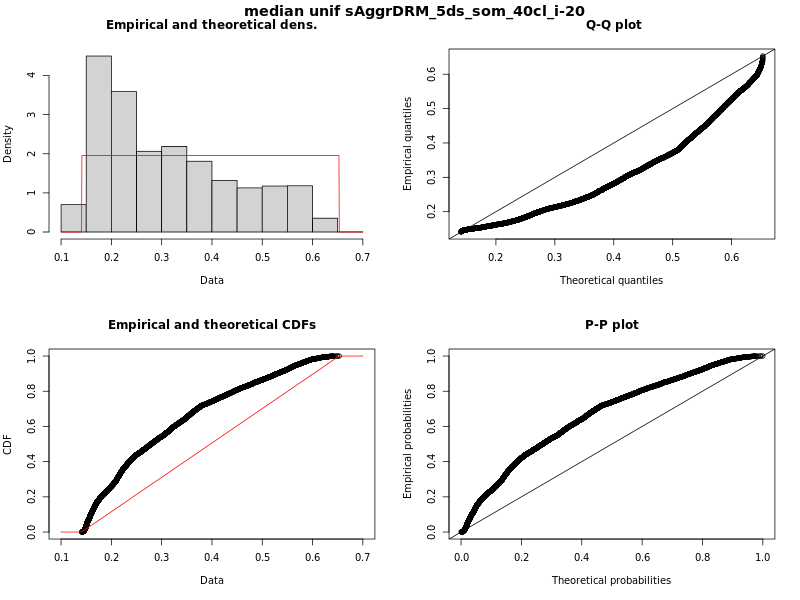 median unif sAggrDRM_5ds_som_40cl_i-20
Empirical and theoretical dens.
Density
0 1 2 3 4
0.1 0.2 0.3 0.4 0.5 0.6 0.7
Data
Q-Q plot
Empirical quantiles
0.2 0.3 0.4 0.5 0.6
0.2 0.3 0.4 0.5 0.6
Theoretical quantiles
Empirical and theoretical CDFs
CDF
0.0 0.2 0.4 0.6 0.8 1.0
0.1 0.2 0.3 0.4 0.5 0.6 0.7
Data
P-P plot
Empirical probabilities
0.0 0.2 0.4 0.6 0.8 1.0
0.0 0.2 0.4 0.6 0.8 1.0
Theoretical probabilities